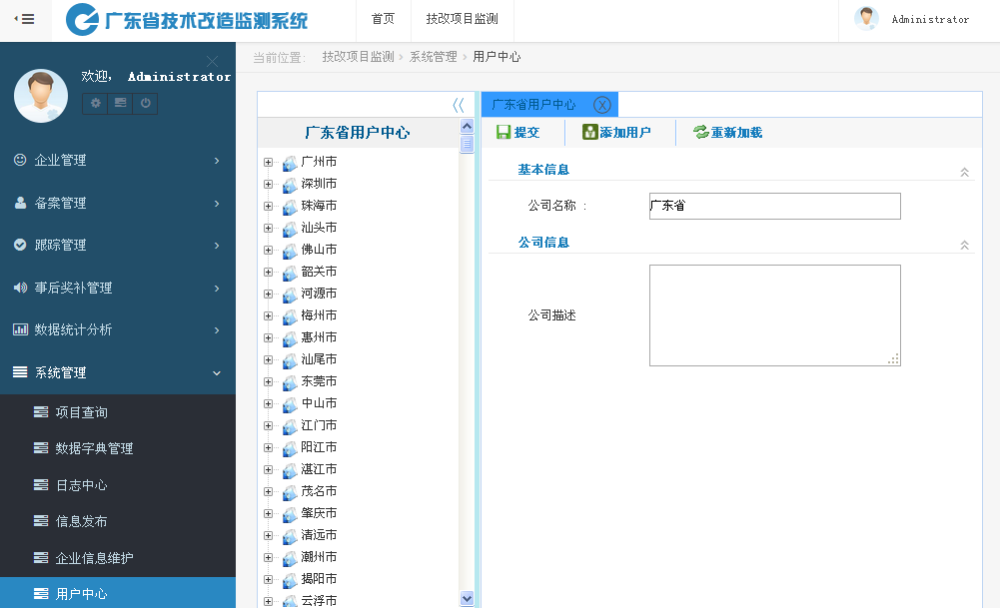 广东省技术改造监测系统
首页
技改项目监测
Administrator
欢迎, Administrator
企业管理
备案管理
跟踪管理
事后奖补管理
数据统计分析
系统管理
项目查询
数据字典管理
日志中心
信息发布
企业信息维护
用户中心
当前位置: 技改项目监测 > 系统管理 > 用户中心
广东省用户中心
广州市
深圳市
珠海市
汕头市
佛山市
韶关市
河源市
梅州市
惠州市
汕尾市
东莞市
中山市
江门市
阳江市
湛江市
茂名市
肇庆市
清远市
潮州市
揭阳市
云浮市
广东省用户中心
提交
添加用户
重新加载
基本信息
公司名称 :
广东省
公司信息
公司描述